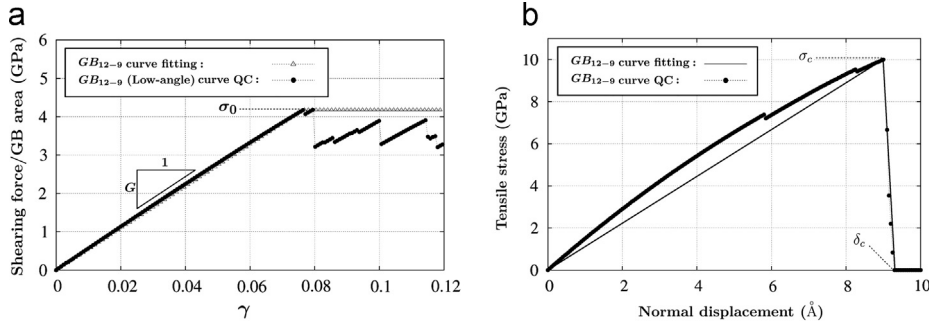 a
b
6
5
4
3
2
1
0
Shearing force/GB area (GPa)
GB12−9 curve fitting :
GB12−9 (Low-angle) curve QC :
σ0
1
G
0
0.02
0.04
0.06
0.08
0.1
0.12
γ
10
8
6
4
2
0
Tensile stress (GPa)
GB12−9 curve fitting :
GB12−9 curve QC :
σc
δc
0
2
4
6
8
10
Normal displacement (Å)